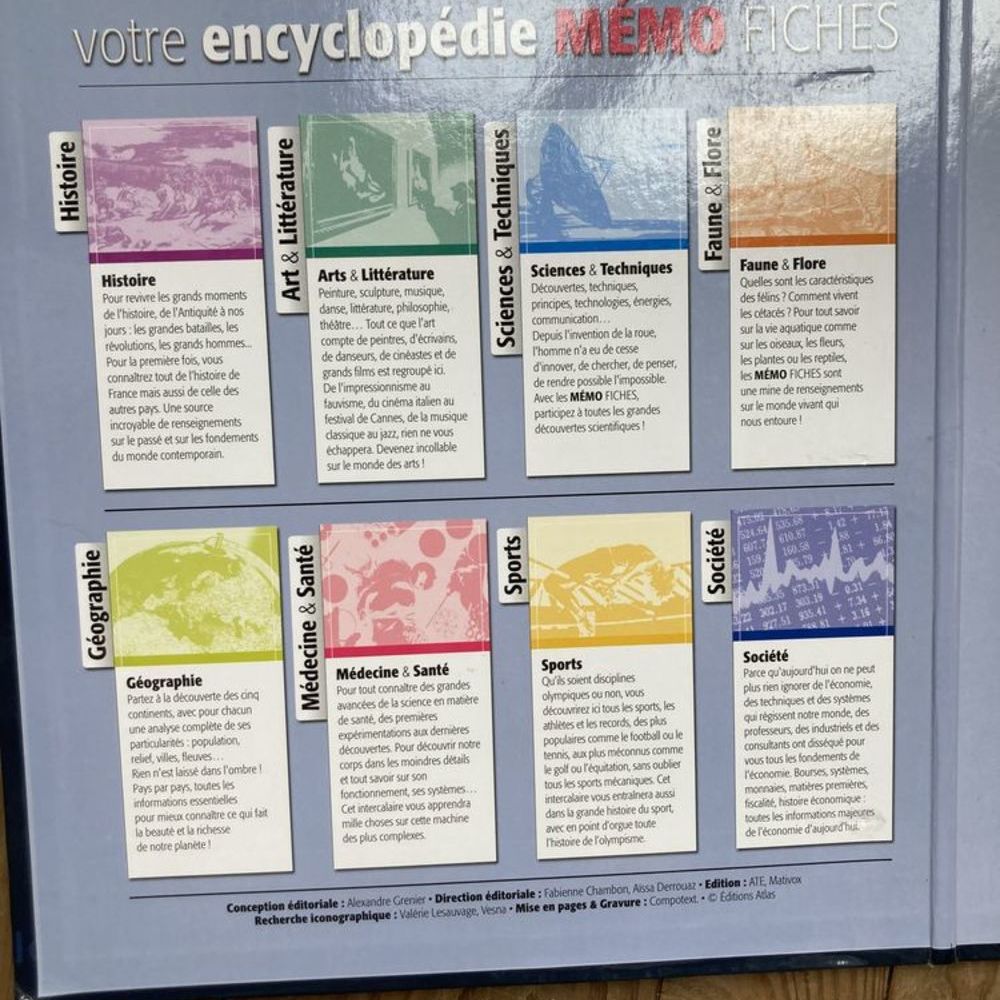 votre encyclopédie MÉMO FICHES
Histoire
Histoire
Pour revivre les grands moments
de l'histoire, de l'Antiquité à nos
jours : les grandes batailles, les
révolutions, les grands hommes...
Pour la première fois, vous
connaîtrez tout de l'histoire de
France mais aussi de celle des
autres pays. Une source
incroyable de renseignements
sur le passé et sur les fondements
du monde contemporain.
Art & Littérature
Arts & Littérature
Peinture, sculpture, musique,
danse, littérature, philosophie,
théâtre... Tout ce que l'art
compte de peintres, d'écrivains,
de danseurs, de cinéastes et de
grands films est regroupé ici.
De l'impressionnisme au
fauvisme, du cinéma italien au
festival de Cannes, de la musique
classique au jazz, rien ne vous
échappera. Devenez incollable
sur le monde des arts !
Sciences & Techniques
Sciences & Techniques
Découvertes, techniques,
principes, technologies, énergies,
communication...
Depuis l'invention de la roue,
l'homme n'a eu de cesse
d'innover, de chercher, de penser,
de rendre possible l'impossible.
Avec les MÉMO FICHES,
participez à toutes les grandes
découvertes scientifiques !
Faune & Flore
Faune & Flore
Quelles sont les caractéristiques
des félins ? Comment vivent
les cétacés ? Pour tout savoir
sur la vie aquatique comme
sur les oiseaux, les fleurs,
les plantes ou les reptiles,
les MÉMO FICHES sont
une mine de renseignements
sur le monde vivant qui
nous entoure !
Géographie
Géographie
Partez à la découverte des cinq
continents, avec pour chacun
une analyse complète de ses
particularités : population,
relief, villes, fleuves...
Rien n'est laissé dans l'ombre !
Pays par pays, toutes les
informations essentielles
pour mieux connaître ce qui fait
la beauté et la richesse
de notre planète !
Médecine & Santé
Médecine & Santé
Pour tout connaître des grandes
avancées de la science en matière
de santé, des premières
expérimentations aux dernières
découvertes. Pour découvrir notre
corps dans les moindres détails
et tout savoir sur son
fonctionnement, ses systèmes...
Cet intercalaire vous apprendra
mille choses sur cette machine
des plus complexes.
Sports
Sports
Qu'ils soient disciplines
olympiques ou non, vous
découvrirez ici tous les sports, les
athlètes et les records, des plus
populaires comme le football ou le
tennis, aux plus méconnus comme
le golf ou l'équitation, sans oublier
tous les sports mécaniques. Cet
intercalaire vous entraînera aussi
dans la grande histoire du sport,
avec en point d'orgue toute
l'histoire de l'olympisme.
Société
Société
Parce qu'aujourd'hui on ne peut
plus rien ignorer de l'économie,
des techniques et des systèmes
qui régissent notre monde, des
professeurs, des industriels et des
consultants ont disséqué pour
vous tous les fondements de
l'économie. Bourses, systèmes,
monnaies, matières premières,
fiscalité, histoire économique :
toutes les informations majeures
de l'économie d'aujourd'hui.
Conception éditoriale : Alexandre Grenier • Direction éditoriale : Fabienne Chambon, Aïssa Derrouaz • Edition : ATE, Mativox
Recherche iconographique : Valérie Lesauvage, Vesna • Mise en pages & Gravure : Compotext. • © Éditions Atlas